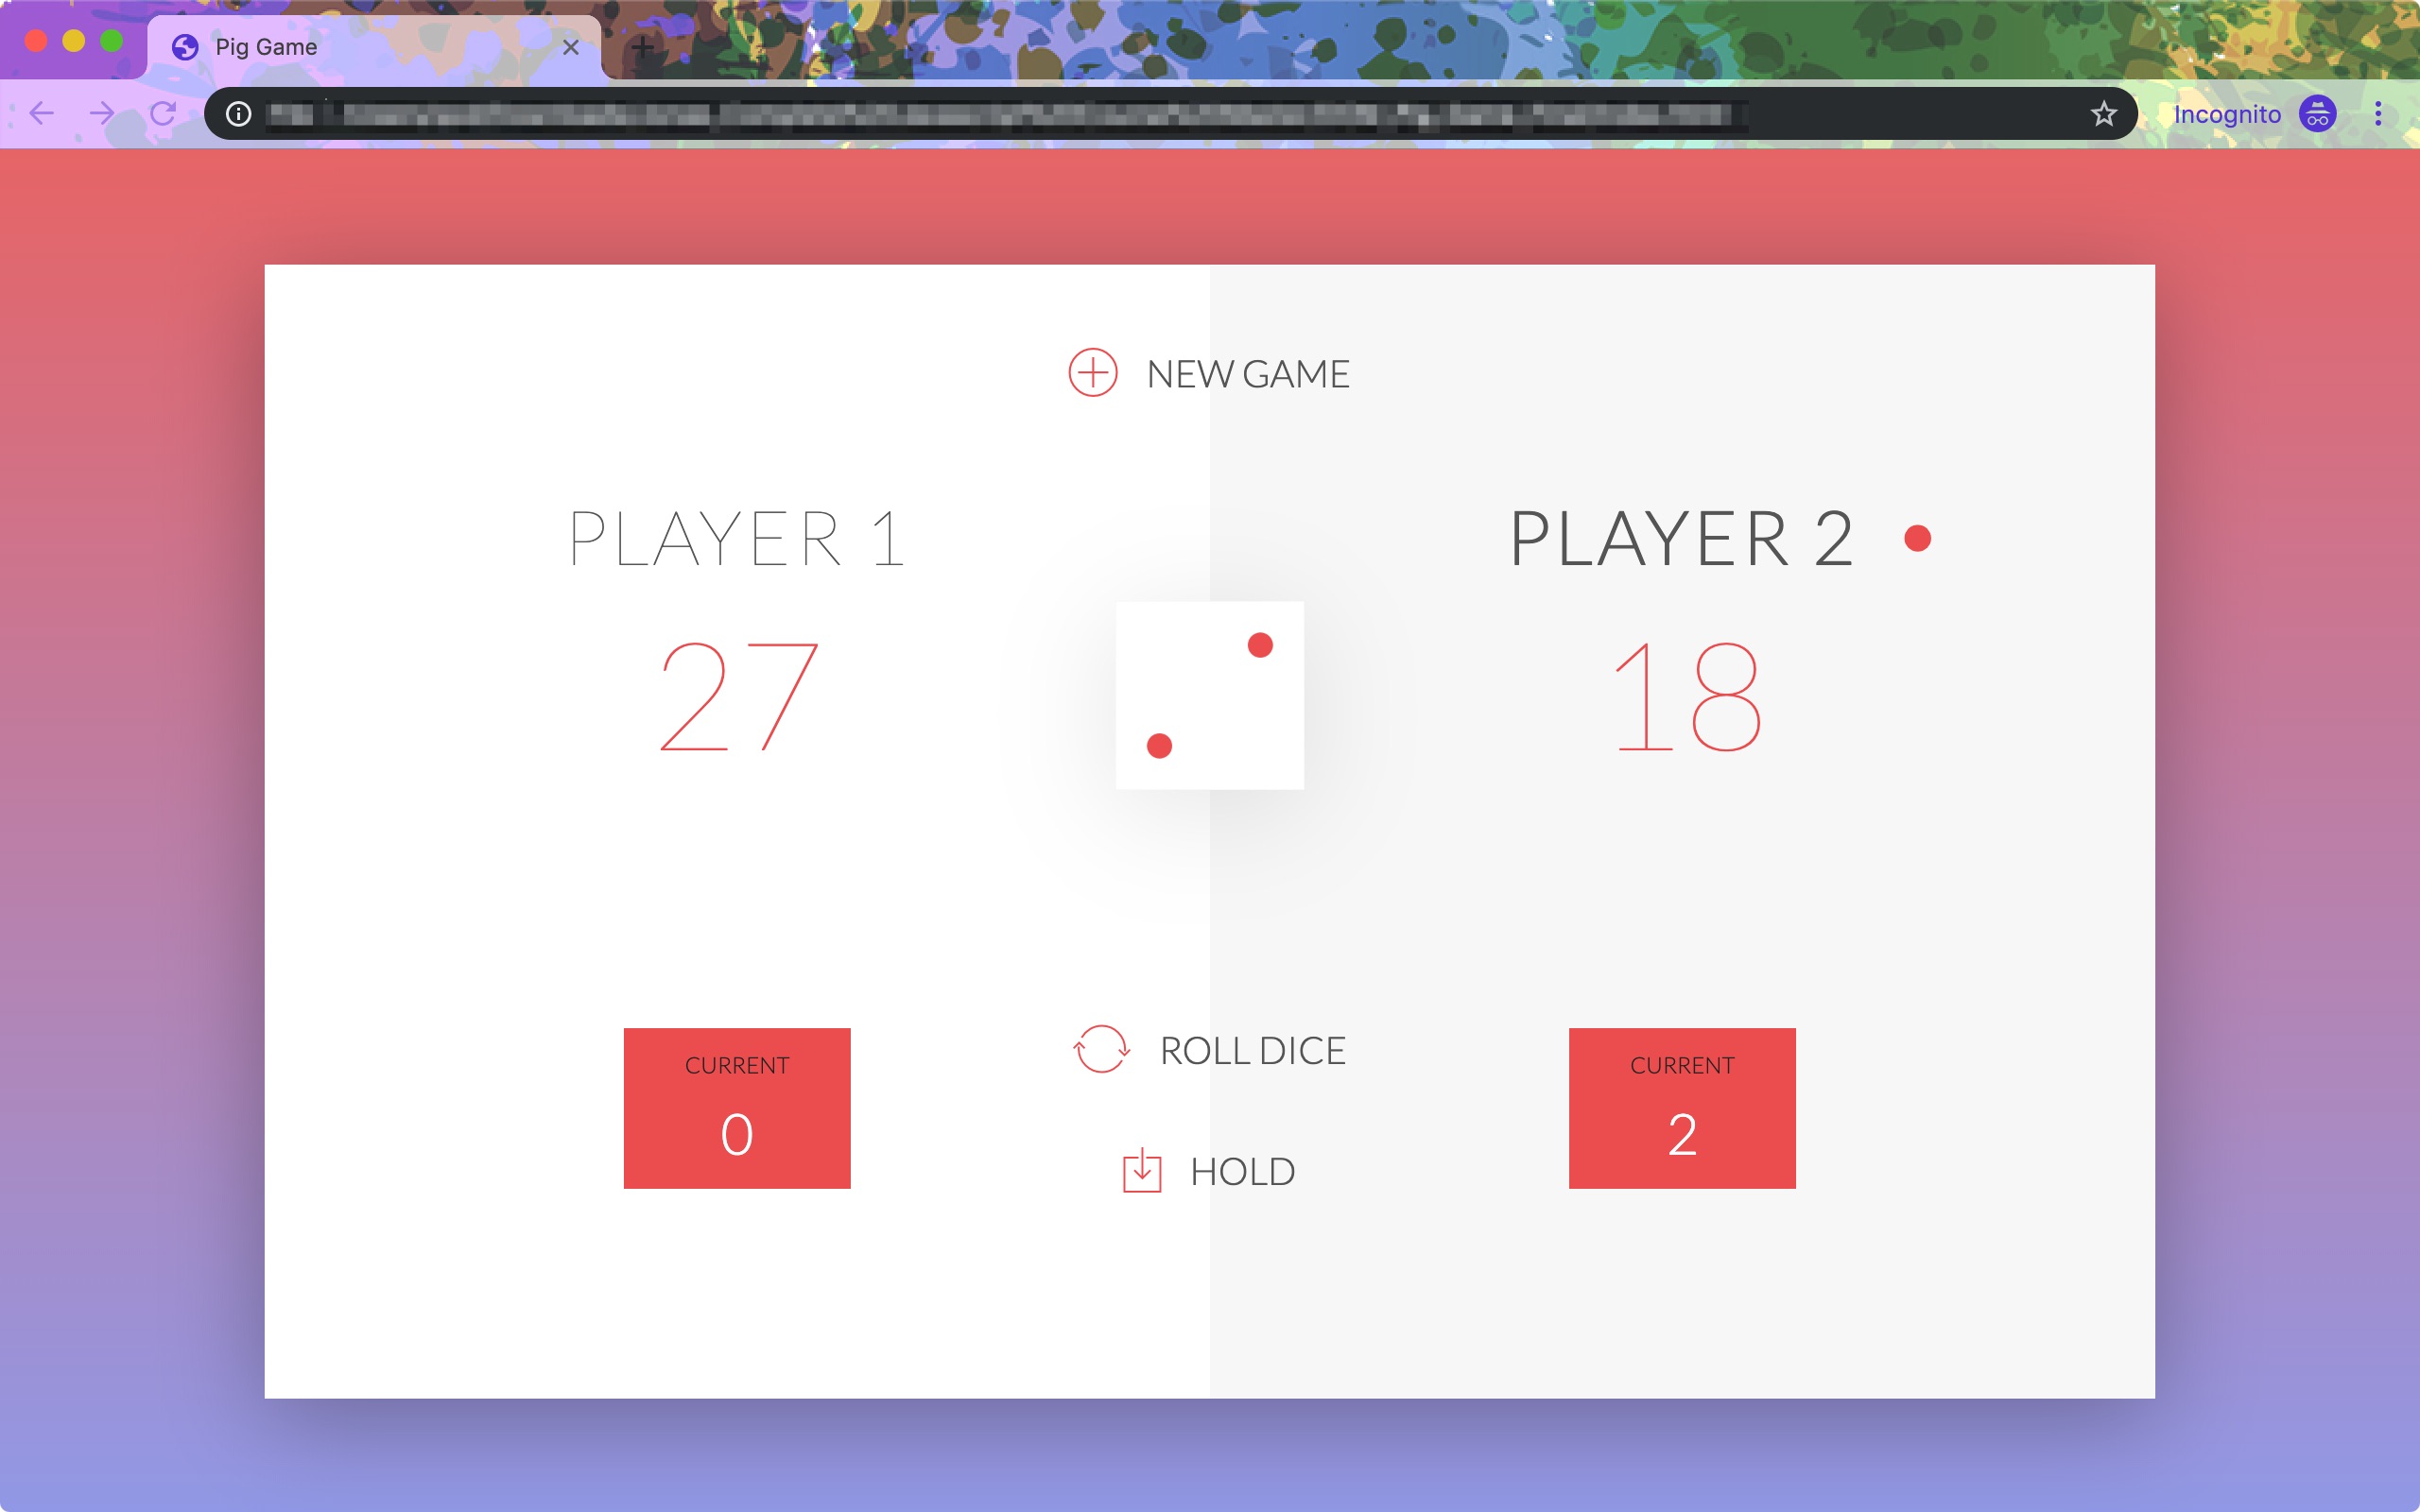 Pig Game
Incognito
NEW GAME
PLAYER 1
27
PLAYER 2
18
ROLL DICE
HOLD
CURRENT
0
CURRENT
2